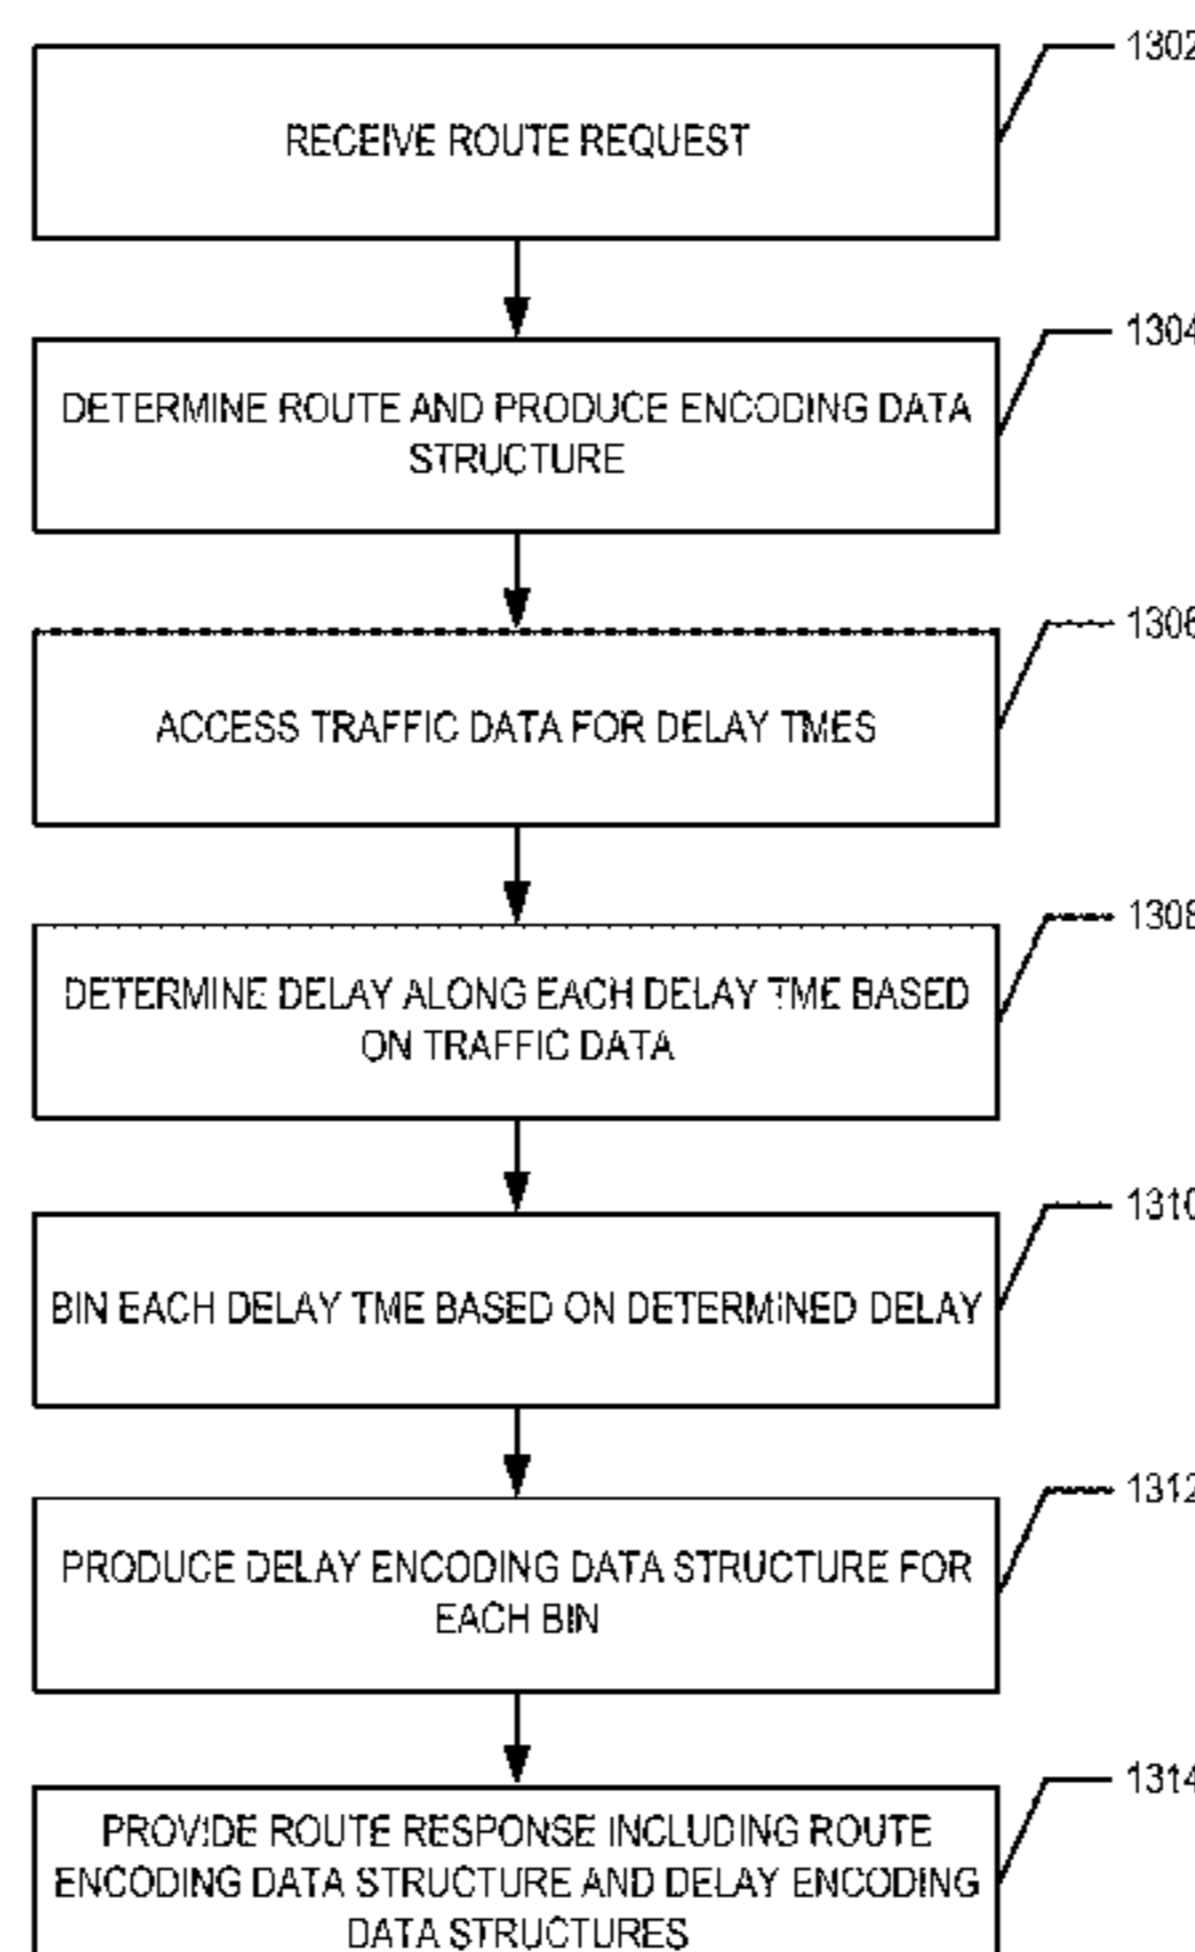 1302
RECEIVE ROUTE REQUEST
1304
DETERMINE ROUTE AND PRODUCE ENCODING DATA
STRUCTURE
1306
ACCESS TRAFFIC DATA FOR DELAY TMES
1308
DETERMINE DELAY ALONG EACH DELAY TME BASED
ON TRAFFIC DATA
1310
BIN EACH DELAY TME BASED ON DETERMINED DELAY
1312
PRODUCE DELAY ENCODING DATA STRUCTURE FOR
EACH BIN
1314
PROVIDE ROUTE RESPONSE INCLUDING ROUTE
ENCODING DATA STRUCTURE AND DELAY ENCODING
DATA STRUCTURES